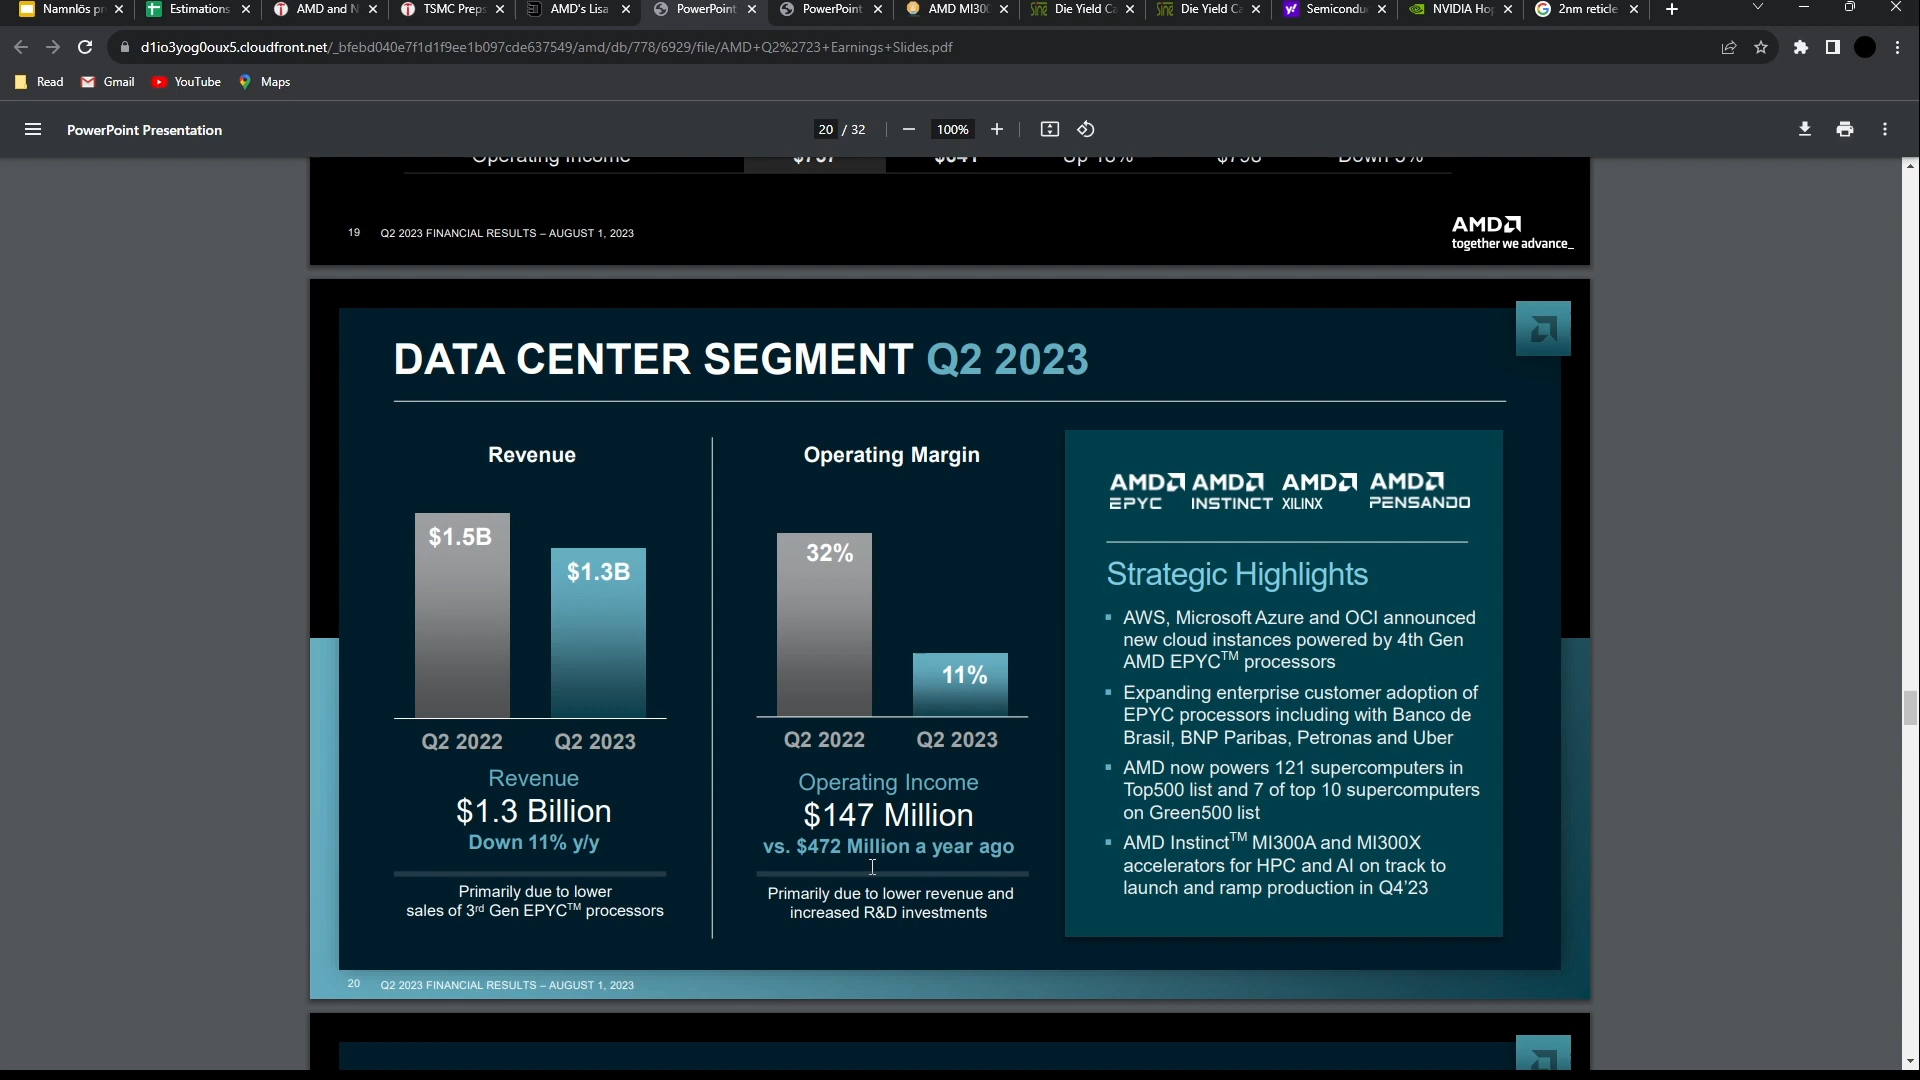 Namnlös pr
Estimations
AMD and N
TSMC Preps
AMD's Lisa
PowerPoint
PowerPoint
AMD MI300
Die Yield Ca
Die Yield Ca
Semicondu
NVIDIA Hop
2nm reticle
d1io3yog0oux5.cloudfront.net/_bfebd040e7f1d1f9ee1b097cde637549/amd/db/778/6929/file/AMD+Q2%2723+Earnings+Slides.pdf
Read
Gmail
YouTube
Maps
PowerPoint Presentation
20 / 32
100%
Operating Income
19 Q2 2023 FINANCIAL RESULTS – AUGUST 1, 2023
AMD
together we advance_
DATA CENTER SEGMENT Q2 2023
Revenue
$1.5B
$1.3B
Q2 2022
Q2 2023
Revenue
$1.3 Billion
Down 11% y/y
Primarily due to lower
sales of 3rd Gen EPYC™ processors
Operating Margin
32%
11%
Q2 2022
Q2 2023
Operating Income
$147 Million
vs. $472 Million a year ago
Primarily due to lower revenue and
increased R&D investments
AMD EPYC
AMD INSTINCT
AMD XILINX
AMD PENSANDO
Strategic Highlights
▪ AWS, Microsoft Azure and OCI announced
new cloud instances powered by 4th Gen
AMD EPYC™ processors
▪ Expanding enterprise customer adoption of
EPYC processors including with Banco de
Brasil, BNP Paribas, Petronas and Uber
▪ AMD now powers 121 supercomputers in
Top500 list and 7 of top 10 supercomputers
on Green500 list
▪ AMD Instinct™ MI300A and MI300X
accelerators for HPC and AI on track to
launch and ramp production in Q4'23
20 Q2 2023 FINANCIAL RESULTS – AUGUST 1, 2023